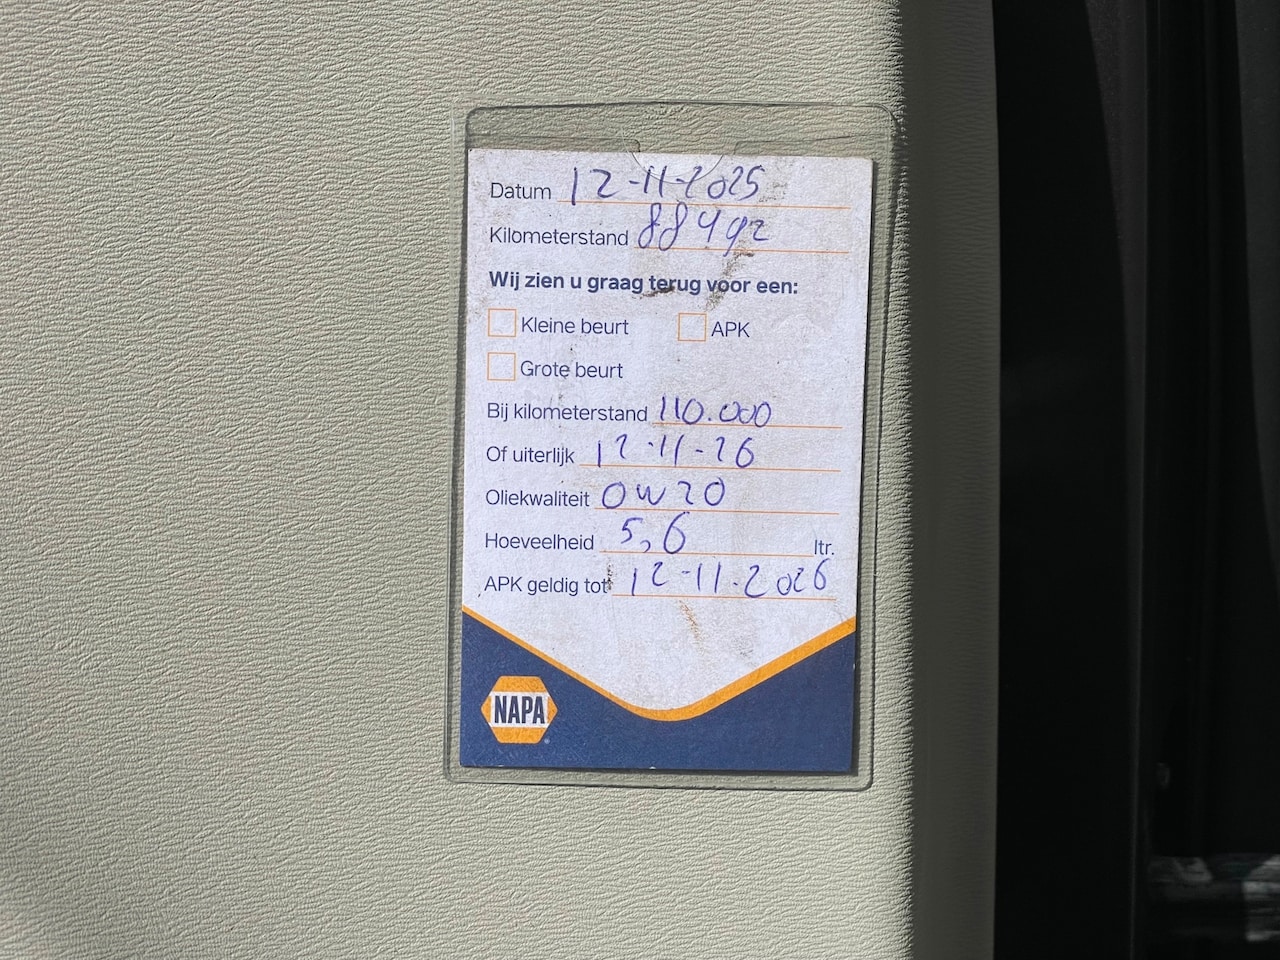 Datum 12-11-2025
Kilometerstand 88492
Wij zien u graag terug voor een:
Kleine beurt APK
Grote beurt
Bij kilometerstand 110.000
Of uiterlijk 12-11-26
Oliekwaliteit 0W20
Hoeveelheid 5,6 ltr.
APK geldig tot 12-11-2026
NAPA